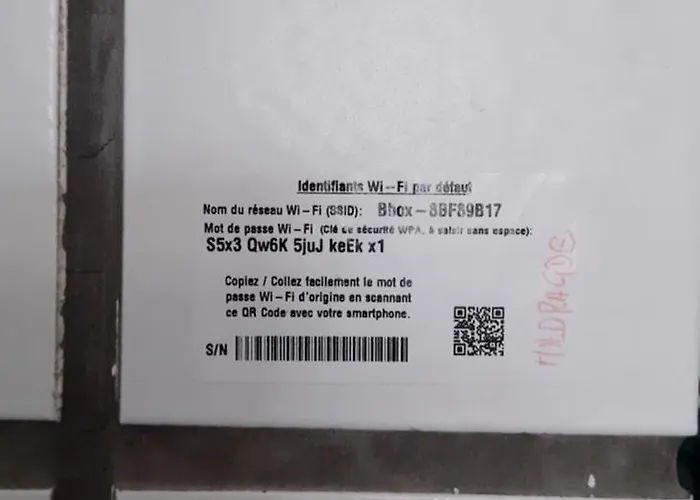 Identifiants Wi-Fi par défaut
Nom du réseau Wi-Fi (SSID): Bbox-8BF89B17
Mot de passe Wi-Fi (Clé de sécurité WPA, à saisir sans espace):
S5x3 Qw6K 5juJ keEk x1
Copiez / Collez facilement le mot de
passe Wi-Fi d'origine en scannant
ce QR Code avec votre smartphone.
S/N
MADRAGDE